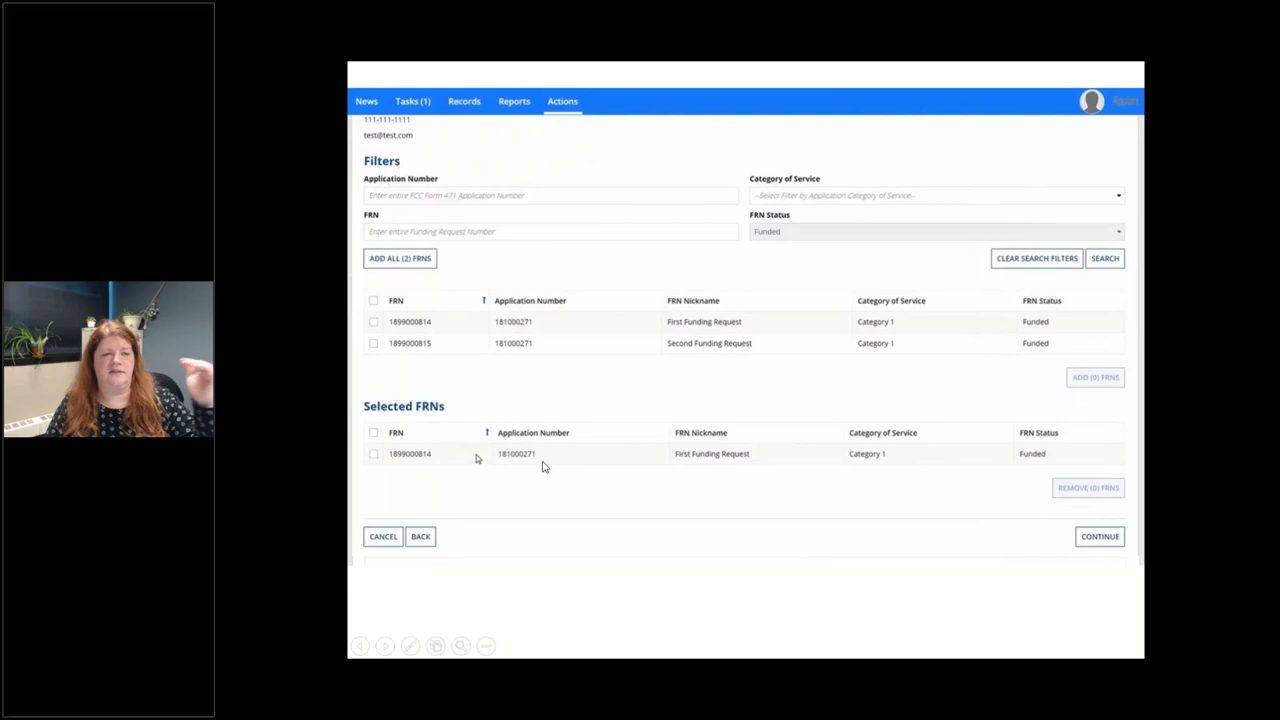 News Tasks (1) Records Reports Actions
111-111-1111
test@test.com
Filters
Application Number Category of Service
Enter entire FCC Form 471 Application Number --Select Filter by Application Category of Service--
FRN FRN Status
Enter entire Funding Request Number Funded
ADD ALL (2) FRNS CLEAR SEARCH FILTERS SEARCH
FRN Application Number FRN Nickname Category of Service FRN Status
1899000814 181000271 First Funding Request Category 1 Funded
1899000815 181000271 Second Funding Request Category 1 Funded
ADD (0) FRNS
Selected FRNs
FRN Application Number FRN Nickname Category of Service FRN Status
1899000814 181000271 First Funding Request Category 1 Funded
REMOVE (0) FRNS
CANCEL BACK CONTINUE